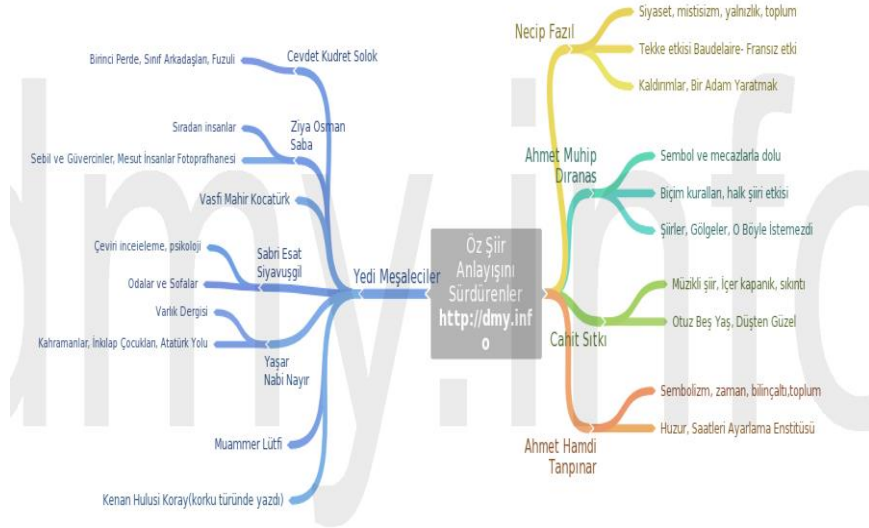 Öz Şiir
Anlayışını
Sürdürenler
http://dmy.inf
o
Yedi Meşaleciler
Cevdet Kudret Solok
Birinci Perde, Sınıf Arkadaşları, Fuzuli
Ziya Osman
Saba
Sıradan insanlar
Sebil ve Güvercinler, Mesut İnsanlar Fotoprafhanesi
Vasfi Mahir Kocatürk
Sabri Esat
Siyavuşgil
Çeviri inceieleme, psikoloji
Odalar ve Sofalar
Yaşar
Nabi Nayır
Varlık Dergisi
Kahramanlar, İnkılap Çocukları, Atatürk Yolu
Muammer Lütfi
Kenan Hulusi Koray(korku türünde yazdı)
Necip Fazıl
Siyaset, mistisizm, yalnızlık, toplum
Tekke etkisi Baudelaire- Fransız etki
Kaldırımlar, Bir Adam Yaratmak
Ahmet Muhip
Dıranas
Sembol ve mecazlarla dolu
Biçim kuralları, halk şiiri etkisi
Şiirler, Gölgeler, O Böyle İstemezdi
Cahit Sıtkı
Müzikli şiir, İçer kapanık, sıkıntı
Otuz Beş Yaş, Düşten Güzel
Ahmet Hamdi
Tanpınar
Sembolizm, zaman, bilinçaltı,toplum
Huzur, Saatleri Ayarlama Enstitüsü
dmy.info